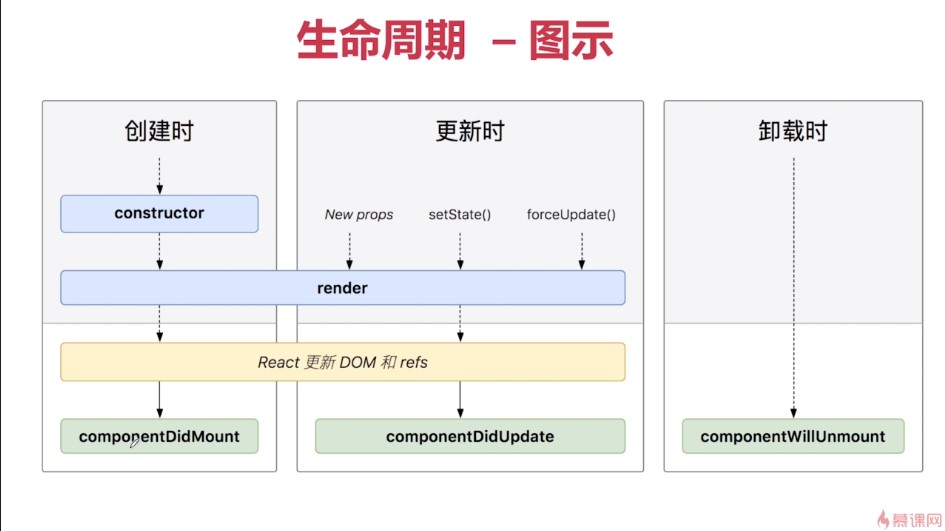 生命周期 – 图示
创建时
更新时
卸载时
constructor
New props
setState()
forceUpdate()
render
React 更新 DOM 和 refs
componentDidMount
componentDidUpdate
componentWillUnmount
慕课网